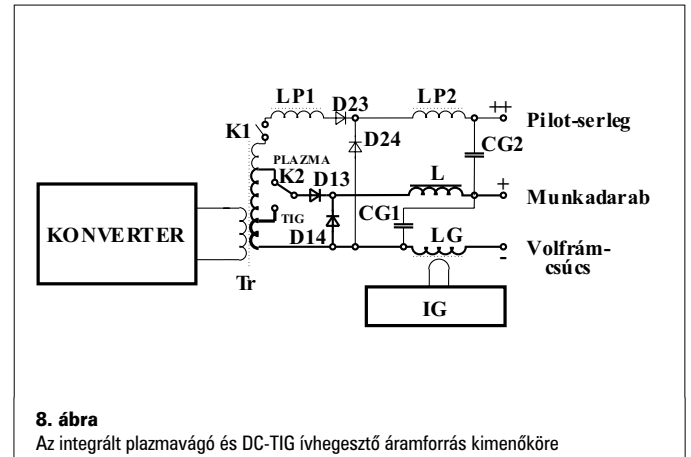 LP1
D23
LP2
++
Pilot-serleg
K1
D24
CG2
PLAZMA
K2
D13
L
+
Munkadarab
CG1
TIG
KONVERTER
D14
LG
Volfrám-
csúcs
-
Tr
IG
8. ábra
Az integrált plazmavágó és DC-TIG ívhegesztő áramforrás kimenőköre